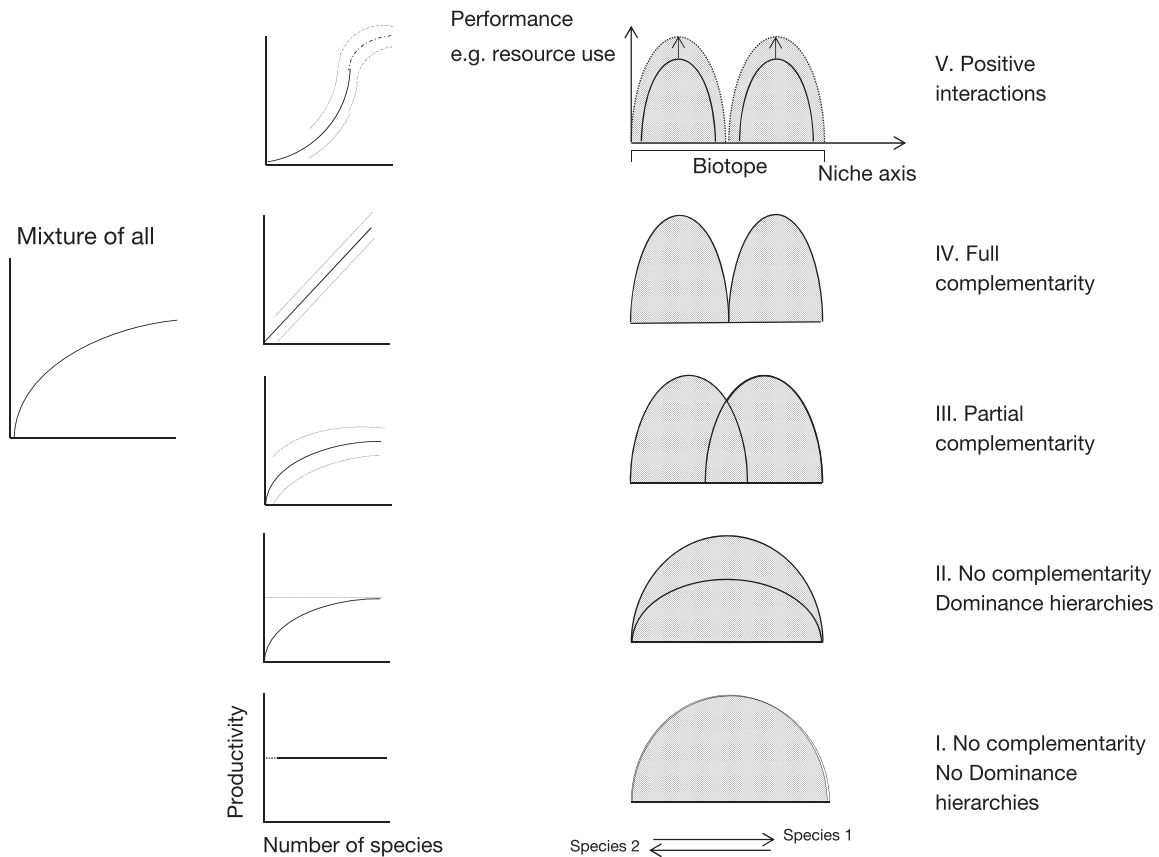 Performance
e.g. resource use
V. Positive
interactions
Biotope
Niche axis
Mixture of all
IV. Full
complementarity
III. Partial
complementarity
II. No complementarity
Dominance hierarchies
Productivity
Number of species
I. No complementarity
No Dominance
hierarchies
Species 2
Species 1